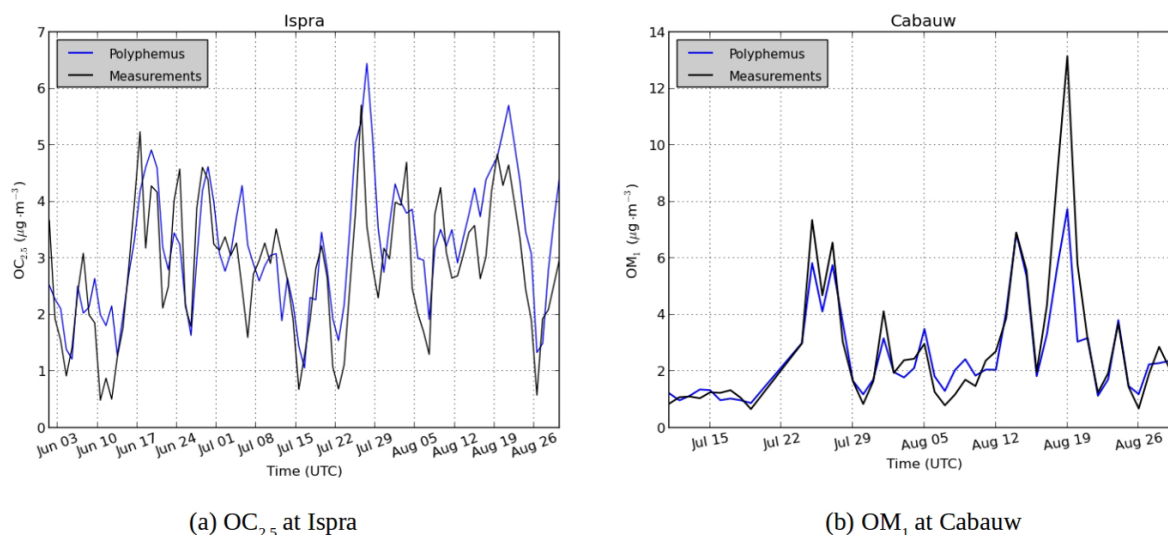 Ispra
7
6
5
4
3
2
1
0
OC2.5 (μg·m⁻³)
Polyphemus
Measurements
Jun 03 Jun 10 Jun 17 Jun 24 Jul 01 Jul 08 Jul 15 Jul 22 Jul 29 Aug 05 Aug 12 Aug 19 Aug 26
Time (UTC)
(a) OC2.5 at Ispra
Cabauw
14
12
10
8
6
4
2
0
OM1 (μg·m⁻³)
Polyphemus
Measurements
Jul 15 Jul 22 Jul 29 Aug 05 Aug 12 Aug 19 Aug 26
Time (UTC)
(b) OM1 at Cabauw